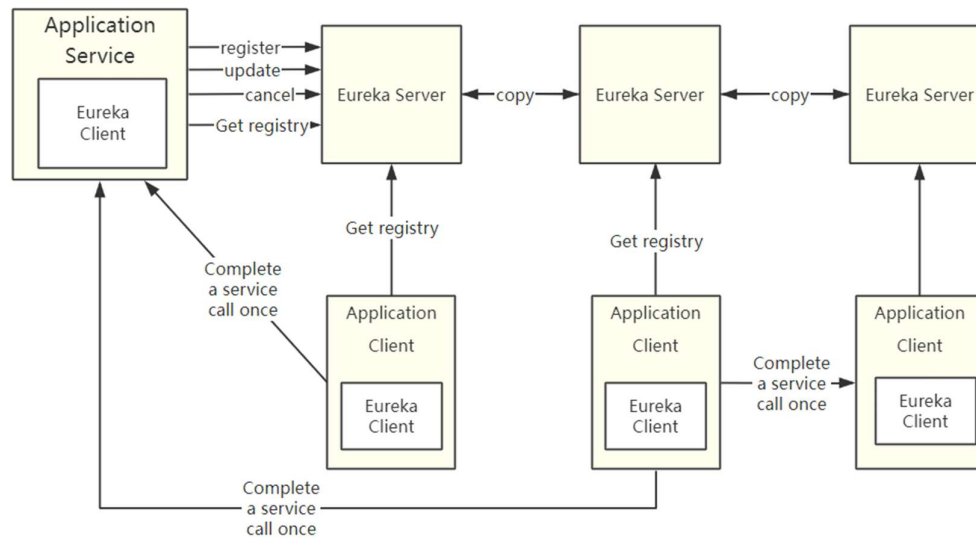 Application
Service
Eureka
Client
register
update
cancel
Get registry
Eureka Server
copy
Eureka Server
copy
Eureka Server
Get registry
Get registry
Complete
a service
call once
Application
Client
Eureka
Client
Application
Client
Eureka
Client
Complete
a service
call once
Application
Client
Eureka
Client
Complete
a service
call once